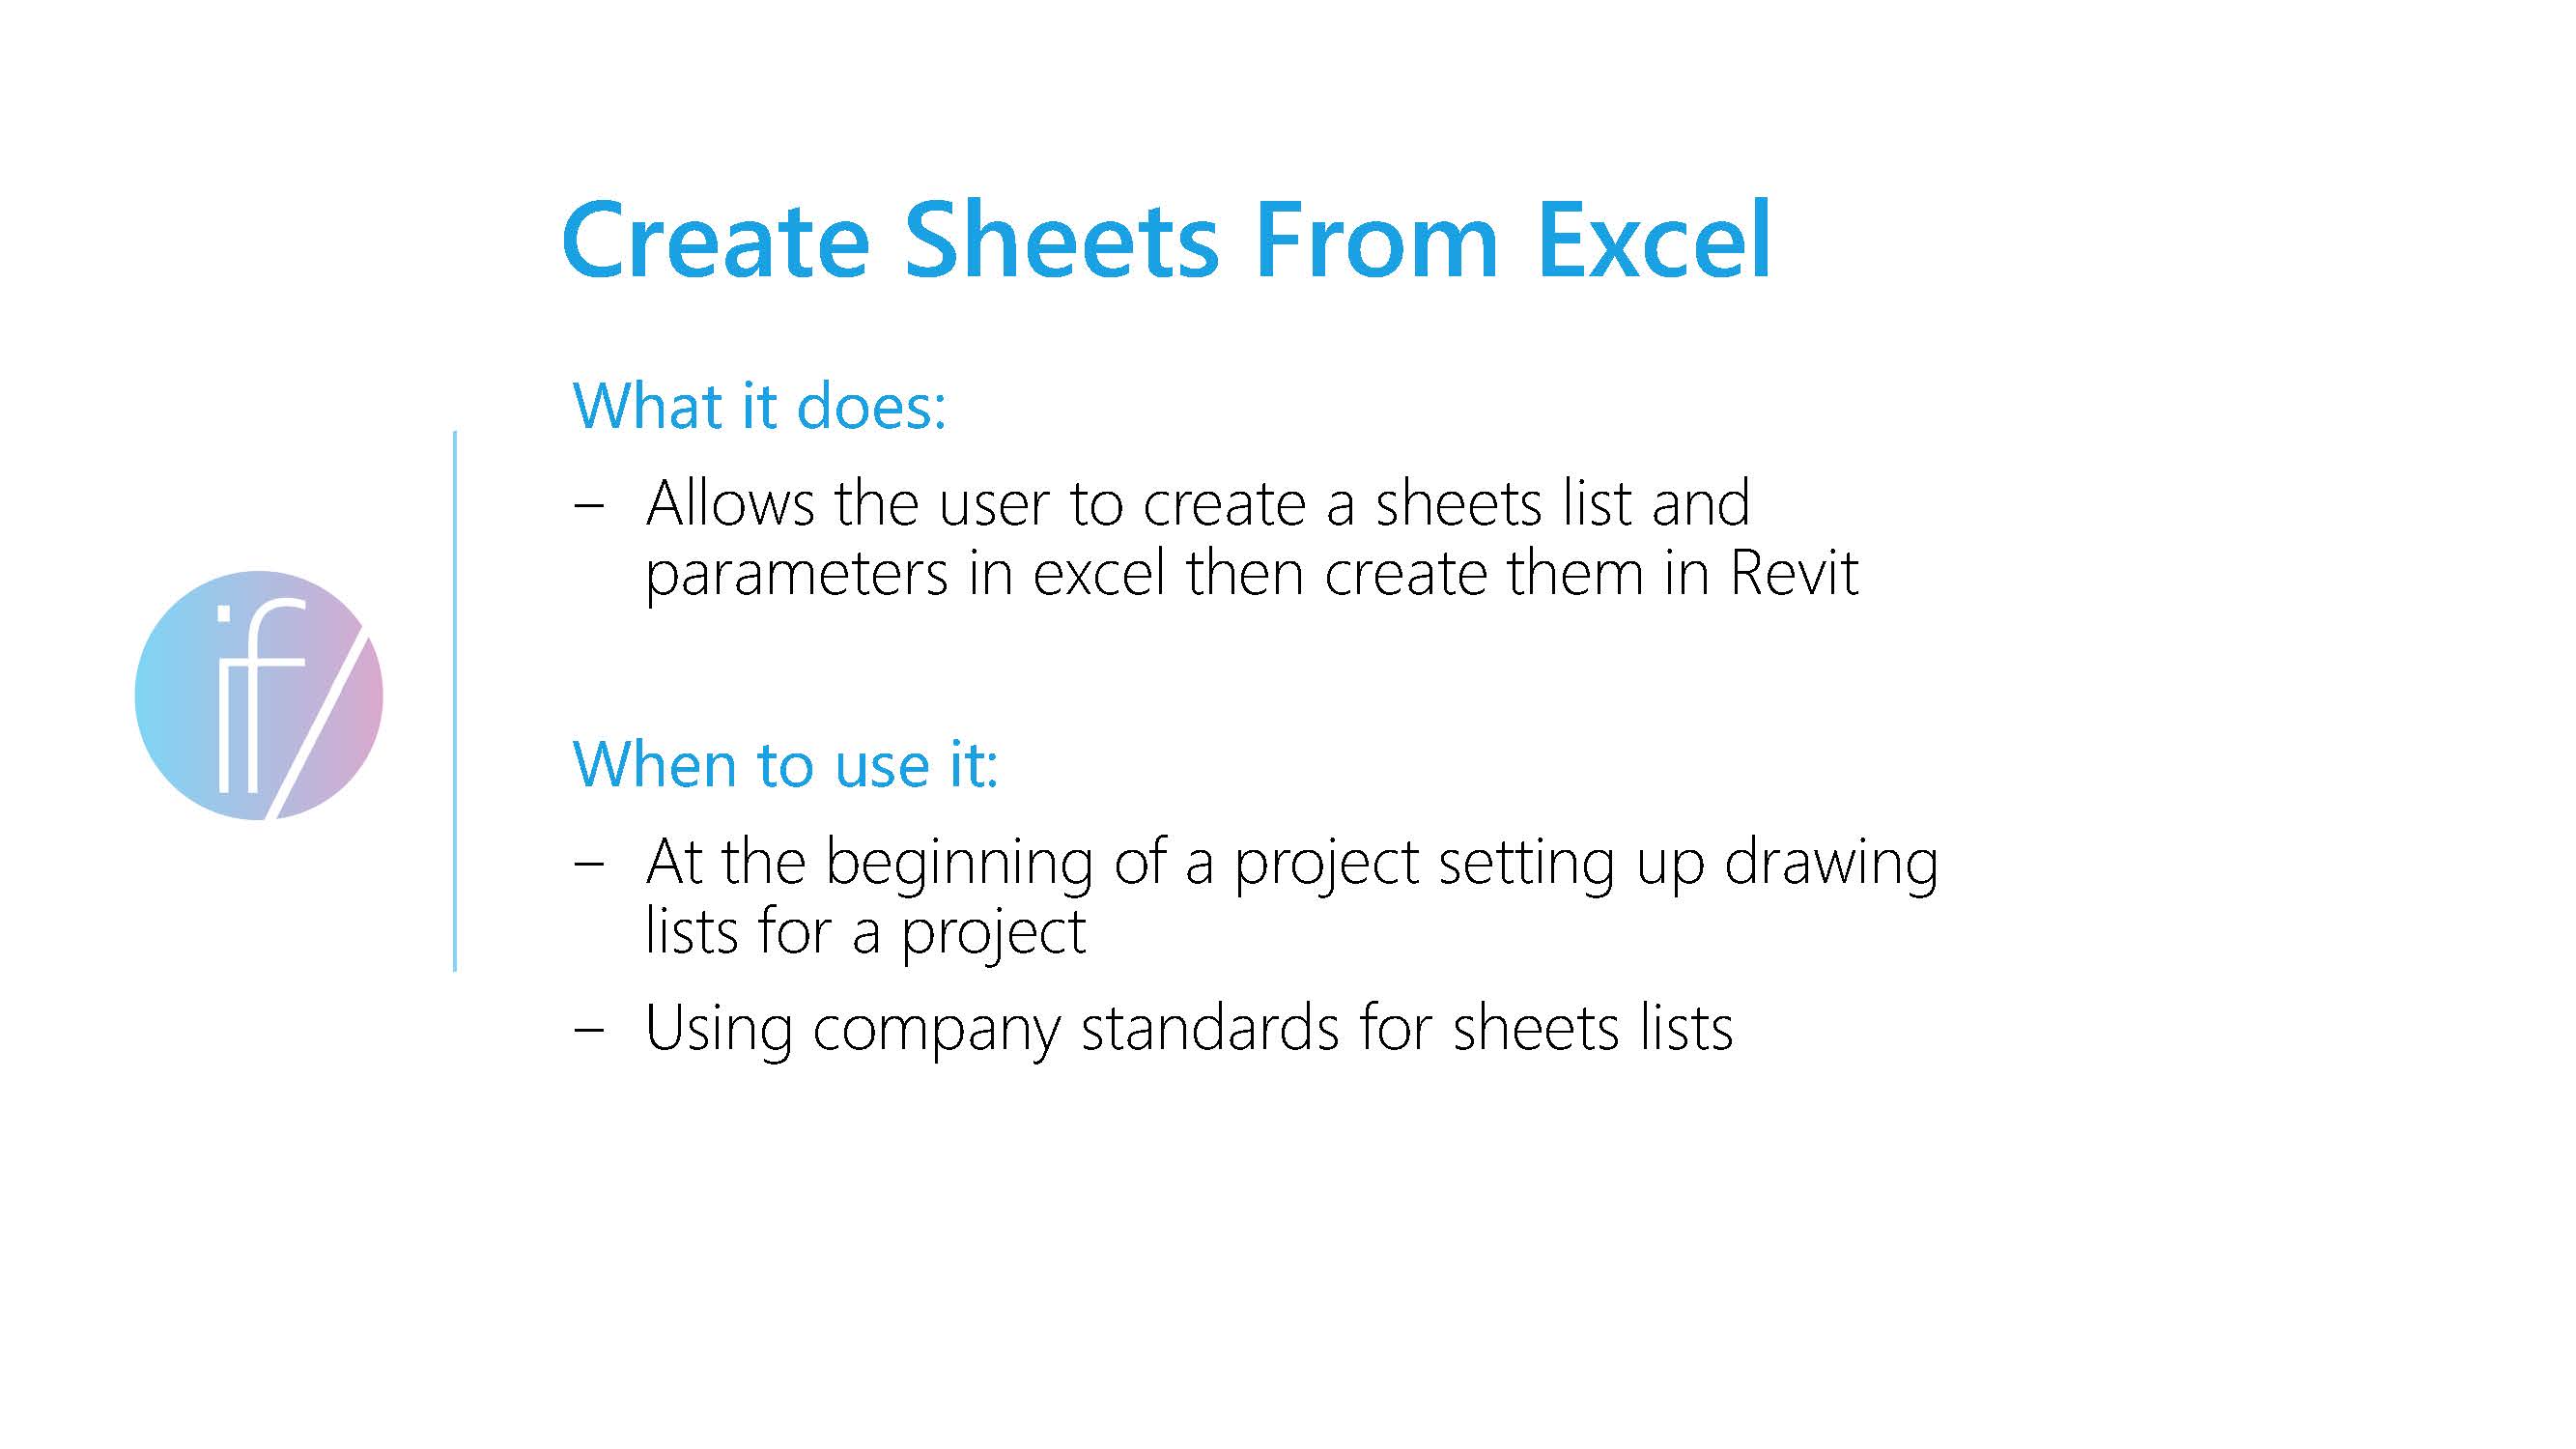 Create Sheets From Excel
What it does:
– Allows the user to create a sheets list and
parameters in excel then create them in Revit
if/
When to use it:
– At the beginning of a project setting up drawing
lists for a project
– Using company standards for sheets lists